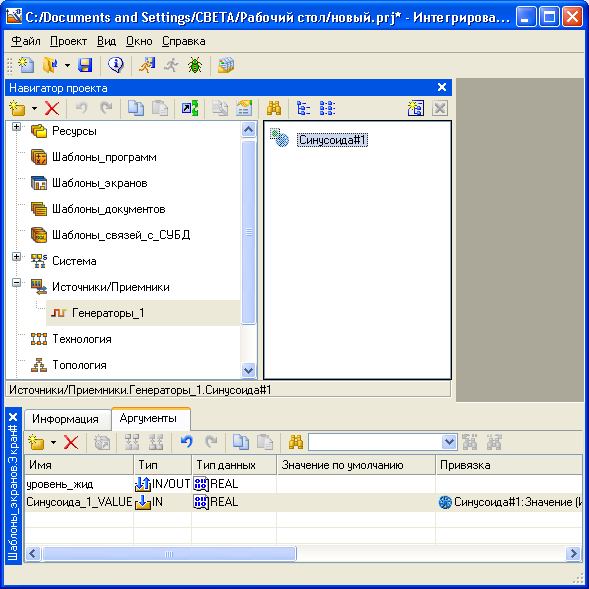 C:/Documents and Settings/СВЕТА/Рабочий стол/новый.prj* - Интегрирова...
Файл Проект Вид Окно Справка
Навигатор проекта
Ресурсы
Шаблоны_программ
Шаблоны_экранов
Шаблоны_документов
Шаблоны_связей_с_СУБД
Система
Источники/Приемники
Генераторы_1
Технология
Топология
Синусоида#1
Источники/Приемники.Генераторы_1.Синусоида#1
Шаблоны_экранов.Экран#
Информация Аргументы
Имя Тип Тип данных Значение по умолчанию Привязка
уровень_жид IN/OUT REAL
Синусоида_1_VALUE IN REAL Синусоида#1:Значение (И